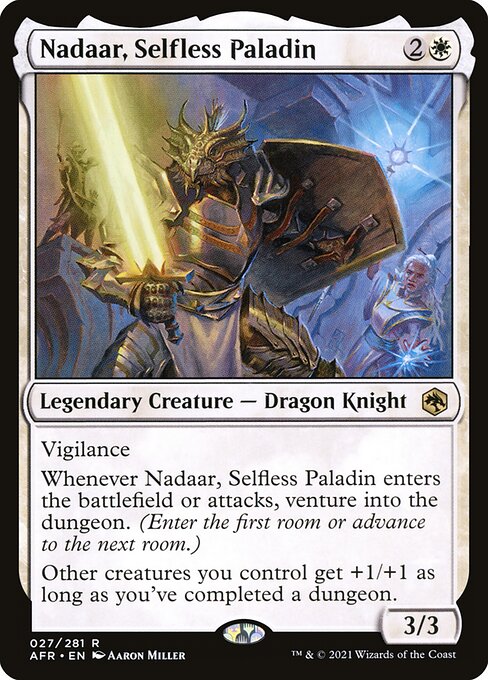 Nadaar, Selfless Paladin 2
Legendary Creature — Dragon Knight
Vigilance
Whenever Nadaar, Selfless Paladin enters
the battlefield or attacks, venture into the
dungeon. (Enter the first room or advance
to the next room.)
Other creatures you control get +1/+1 as
long as you've completed a dungeon.
3/3
027/281 R
AFR • EN Aaron Miller
™ & © 2021 Wizards of the Coast